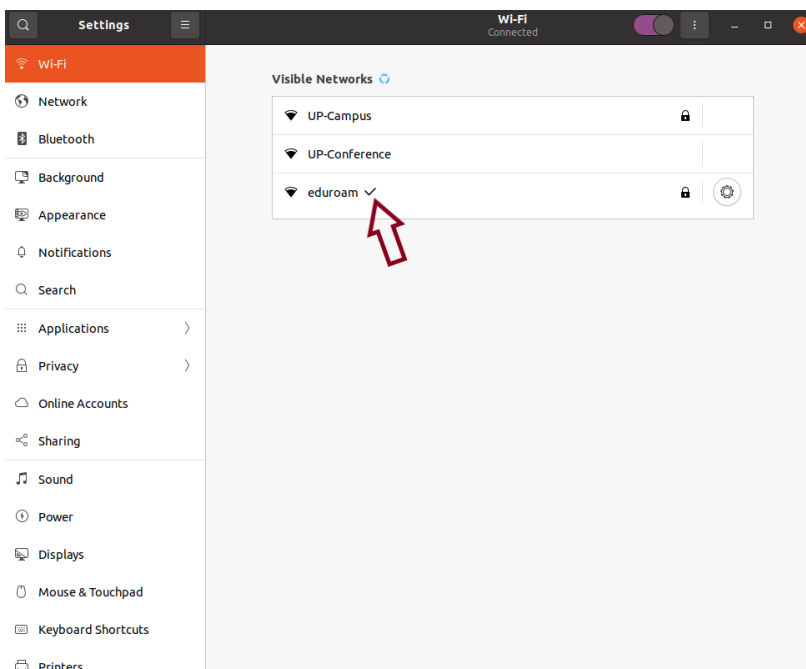 Settings
Wi-Fi
Connected
Wi-Fi
Network
Bluetooth
Background
Appearance
Notifications
Search
Applications
Privacy
Online Accounts
Sharing
Sound
Power
Displays
Mouse & Touchpad
Keyboard Shortcuts
Printers
Visible Networks
UP-Campus
UP-Conference
eduroam